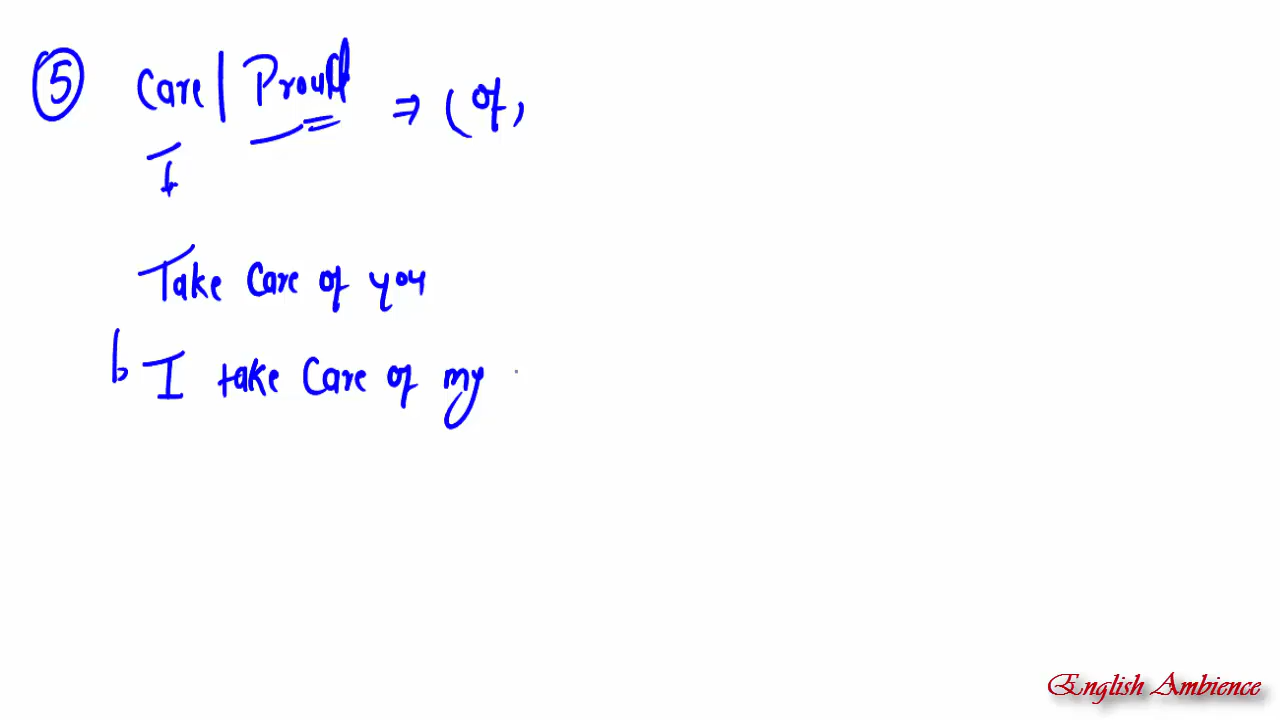 5 Care | Proud ⇒ (of,
I
Take Care of you
b I take Care of my
English Ambience